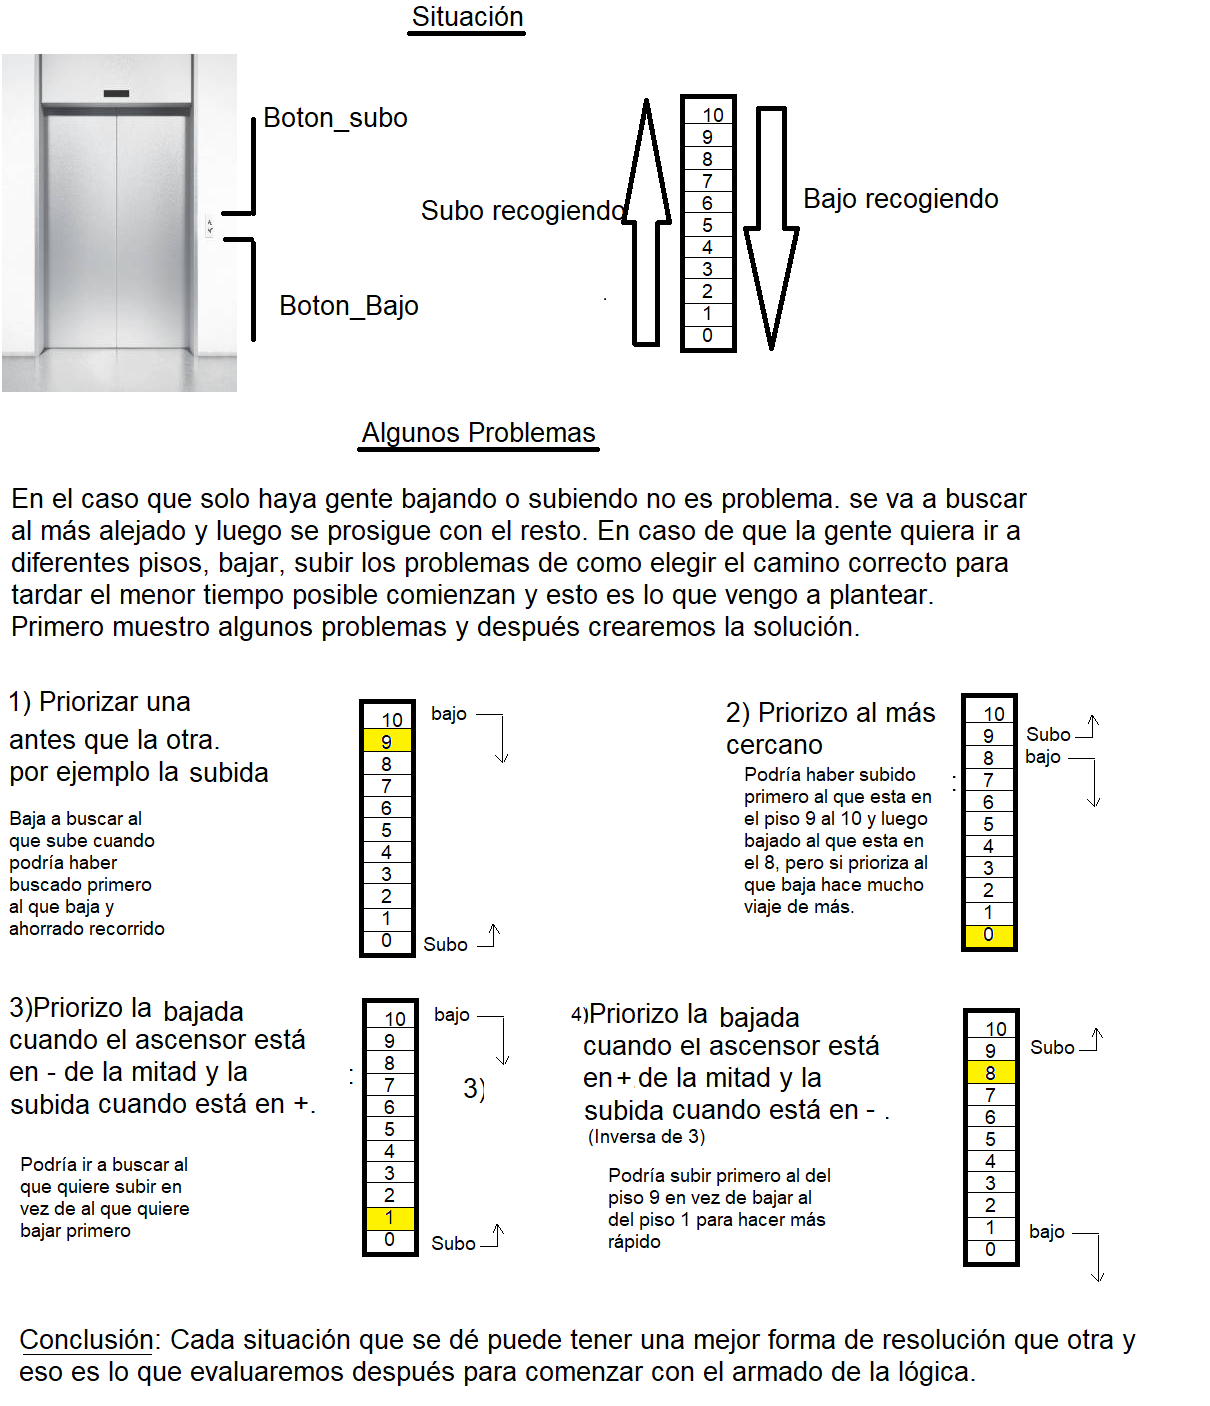 Situación
Boton_subo
Subo recogiendo
Bajo recogiendo
Boton_Bajo
10
9
8
7
6
5
4
3
2
1
0
Algunos Problemas
En el caso que solo haya gente bajando o subiendo no es problema. se va a buscar
al más alejado y luego se prosigue con el resto. En caso de que la gente quiera ir a
diferentes pisos, bajar, subir los problemas de como elegir el camino correcto para
tardar el menor tiempo posible comienzan y esto es lo que vengo a plantear.
Primero muestro algunos problemas y después crearemos la solución.
1) Priorizar una
antes que la otra.
por ejemplo la subida
Baja a buscar al
que sube cuando
podría haber
buscado primero
al que baja y
ahorrado recorrido
10
9
8
7
6
5
4
3
2
1
0
bajo
Subo
2) Priorizo al más
cercano
Podría haber subido
primero al que esta en
el piso 9 al 10 y luego
bajado al que esta en
el 8, pero si prioriza al
que baja hace mucho
viaje de más.
10
9
8
7
6
5
4
3
2
1
0
Subo
bajo
3)Priorizo la bajada
cuando el ascensor está
en - de la mitad y la
subida cuando está en +.
Podría ir a buscar al
que quiere subir en
vez de al que quiere
bajar primero
10
9
8
7
6
5
4
3
2
1
0
bajo
3)
Subo
4)Priorizo la bajada
cuando el ascensor está
en + de la mitad y la
subida cuando está en - .
(Inversa de 3)
Podría subir primero al del
piso 9 en vez de bajar al
del piso 1 para hacer más
rápido
10
9
8
7
6
5
4
3
2
1
0
Subo
bajo
Conclusión: Cada situación que se dé puede tener una mejor forma de resolución que otra y
eso es lo que evaluaremos después para comenzar con el armado de la lógica.